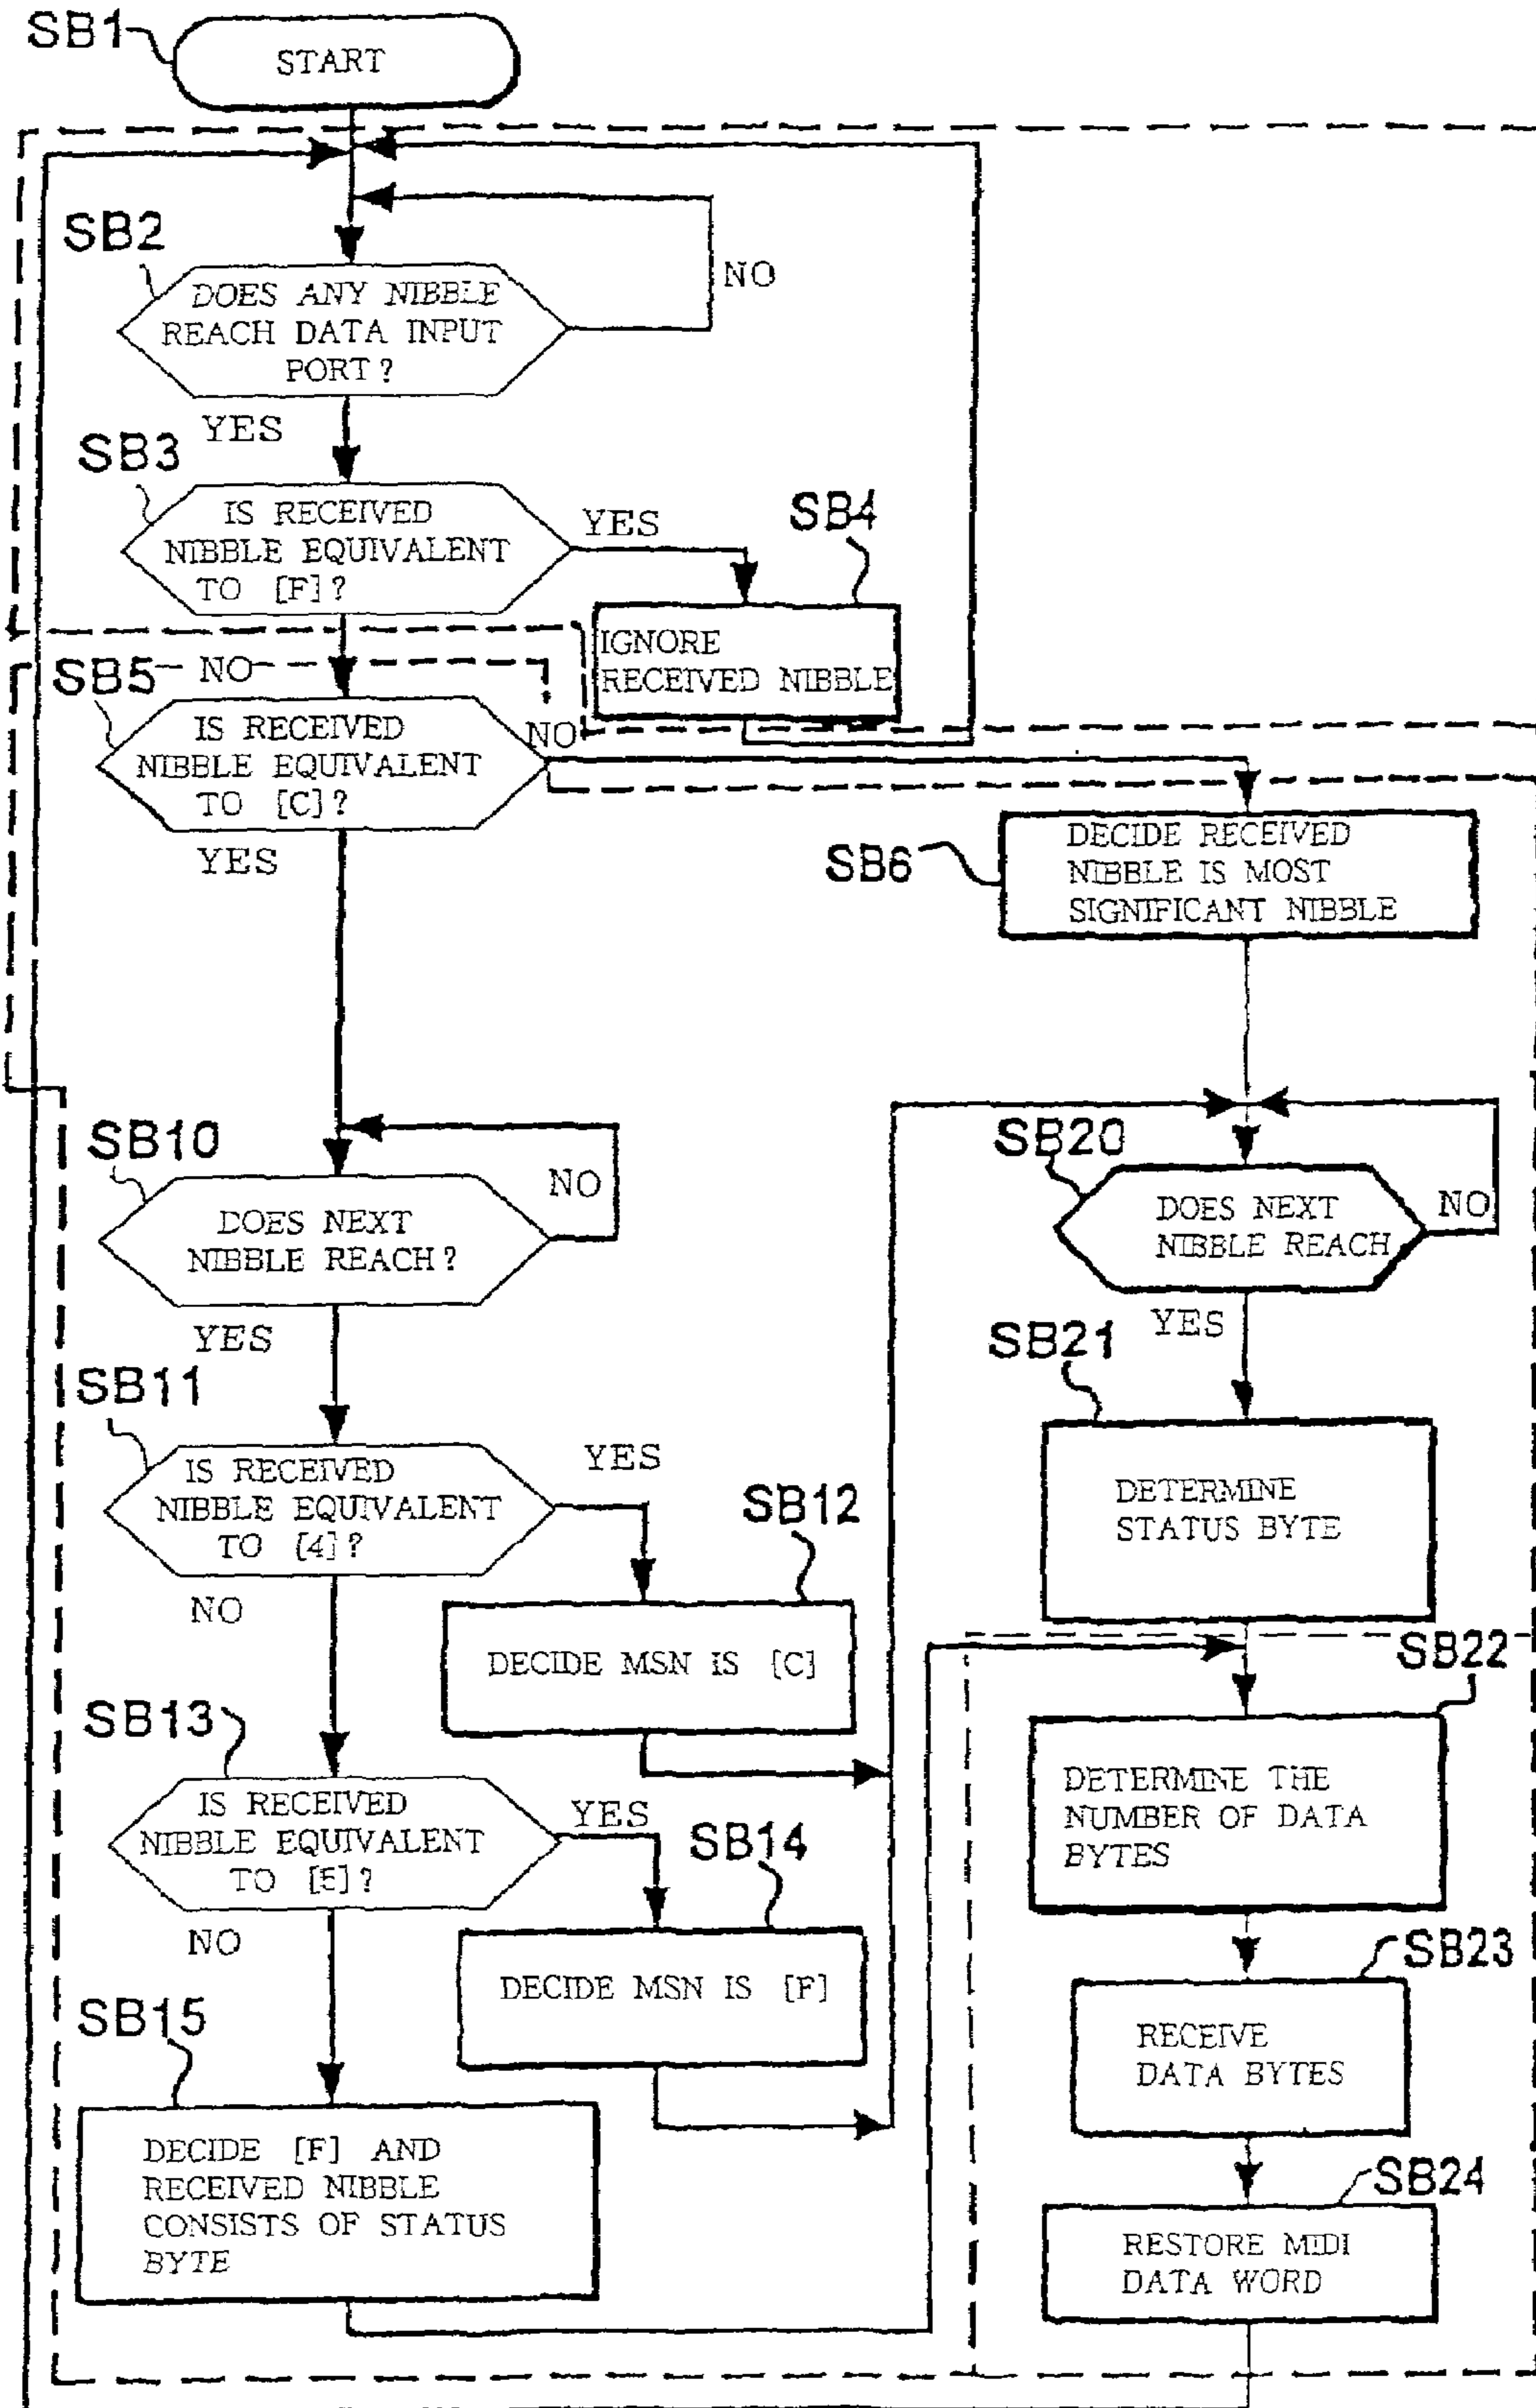 SB1
START
SB2
DOES ANY NIBBLE
REACH DATA INPUT
PORT?
NO
YES
SB3
IS RECEIVED
NIBBLE EQUIVALENT
TO [F]?
YES
SB4
IGNORE
RECEIVED NIBBLE
NO
SB5
IS RECEIVED
NIBBLE EQUIVALENT
TO [C]?
NO
YES
SB6
DECIDE RECEIVED
NIBBLE IS MOST
SIGNIFICANT NIBBLE
SB10
DOES NEXT
NIBBLE REACH?
NO
YES
SB11
IS RECEIVED
NIBBLE EQUIVALENT
TO [4]?
YES
NO
SB12
DECIDE MSN IS [C]
SB13
IS RECEIVED
NIBBLE EQUIVALENT
TO [5]?
YES
NO
SB14
DECIDE MSN IS [F]
SB15
DECIDE [F] AND
RECEIVED NIBBLE
CONSISTS OF STATUS
BYTE
SB20
DOES NEXT
NIBBLE REACH
NO
YES
SB21
DETERMINE
STATUS BYTE
SB22
DETERMINE THE
NUMBER OF DATA
BYTES
SB23
RECEIVE
DATA BYTES
SB24
RESTORE MIDI
DATA WORD